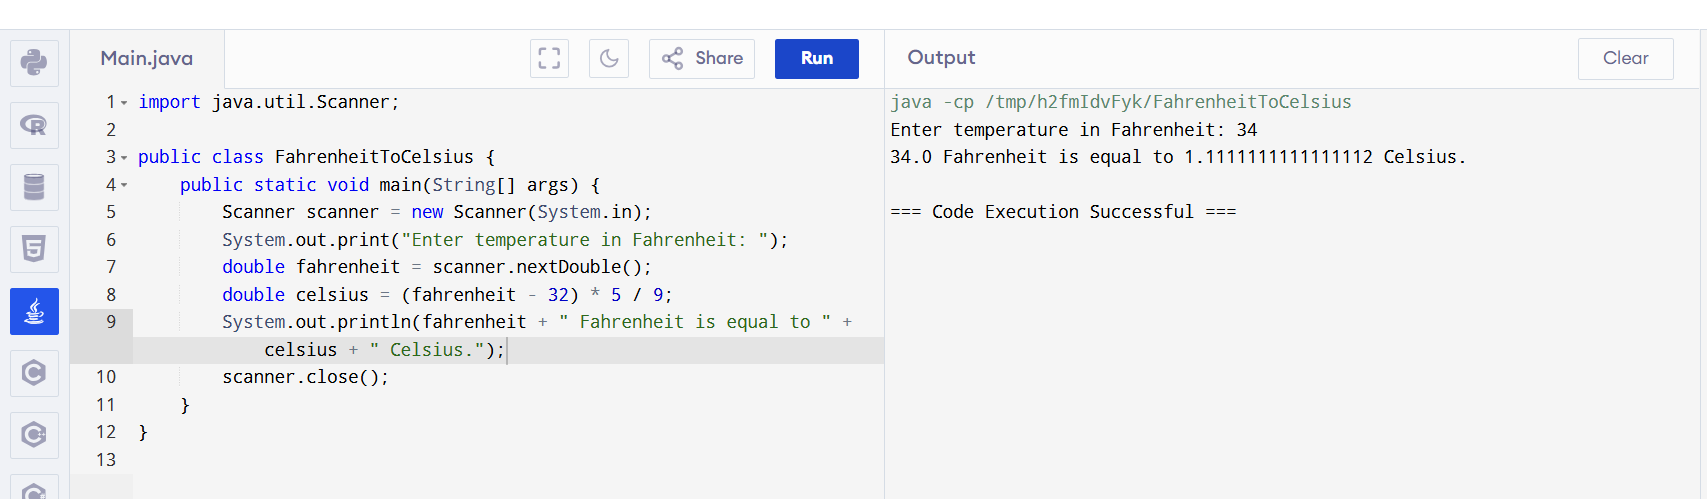 Main.java
Share
Run
Output
Clear
1 import java.util.Scanner;
2
3 public class FahrenheitToCelsius {
4     public static void main(String[] args) {
5         Scanner scanner = new Scanner(System.in);
6         System.out.print("Enter temperature in Fahrenheit: ");
7         double fahrenheit = scanner.nextDouble();
8         double celsius = (fahrenheit - 32) * 5 / 9;
9         System.out.println(fahrenheit + " Fahrenheit is equal to " +
            celsius + " Celsius.");
10         scanner.close();
11     }
12 }
13
java -cp /tmp/h2fmIdvFyk/FahrenheitToCelsius
Enter temperature in Fahrenheit: 34
34.0 Fahrenheit is equal to 1.1111111111111112 Celsius.
=== Code Execution Successful ===